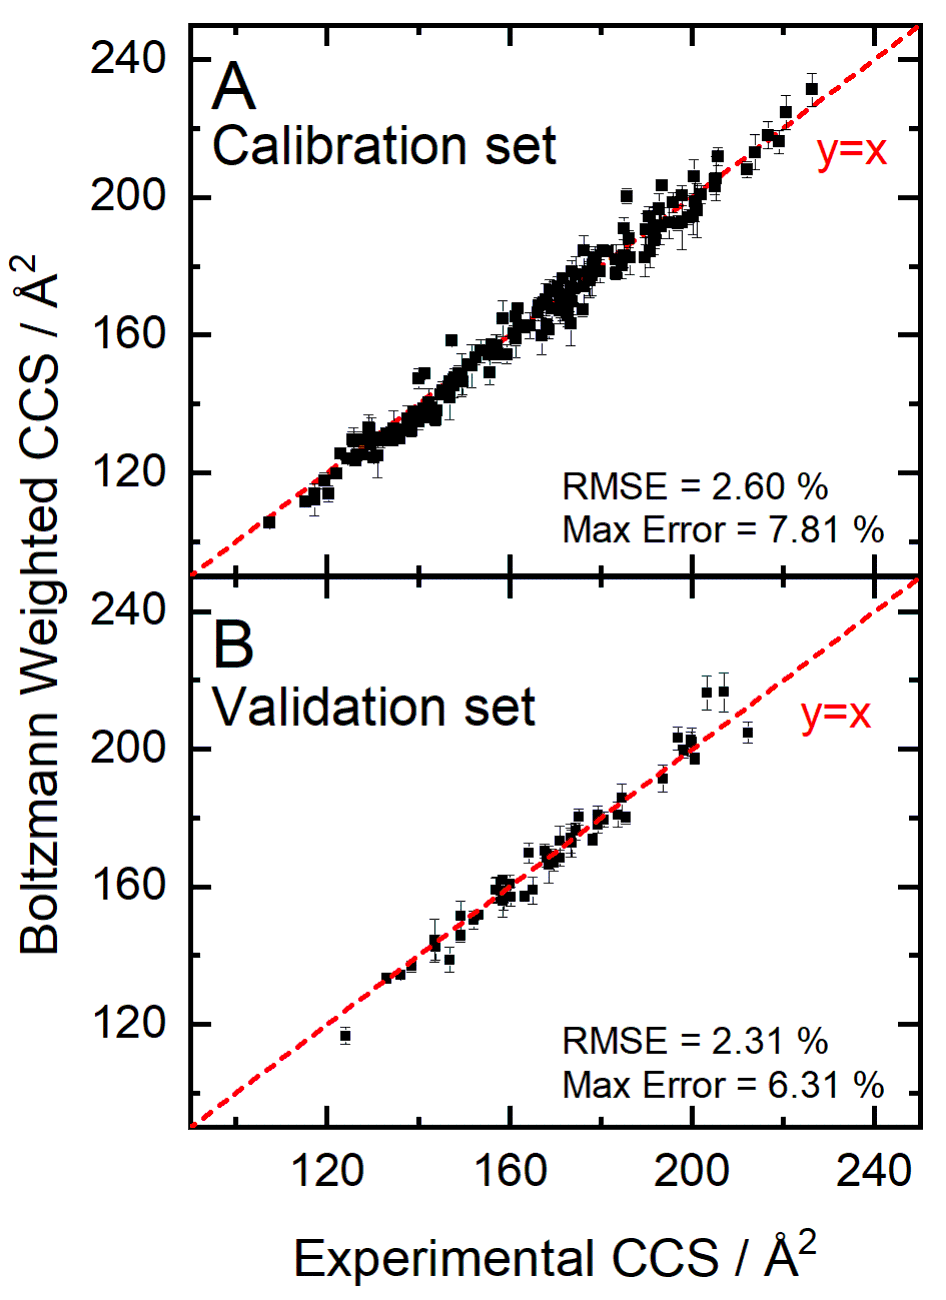 A
Calibration set
y=x
RMSE = 2.60 %
Max Error = 7.81 %
240
200
160
120
B
Validation set
y=x
RMSE = 2.31 %
Max Error = 6.31 %
240
200
160
120
120 160 200 240
Experimental CCS / Å²
Boltzmann Weighted CCS / Å²